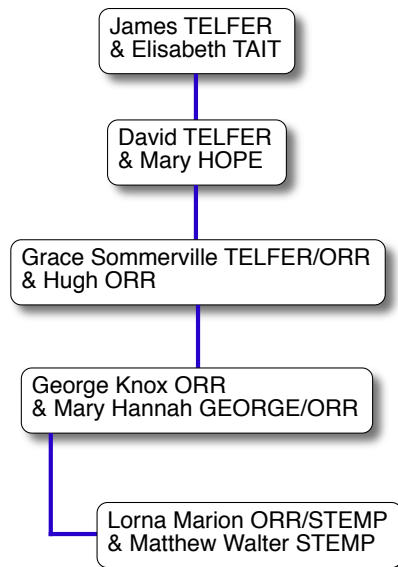 James TELFER
& Elisabeth TAIT
David TELFER
& Mary HOPE
Grace Sommerville TELFER/ORR
& Hugh ORR
George Knox ORR
& Mary Hannah GEORGE/ORR
Lorna Marion ORR/STEMP
& Matthew Walter STEMP